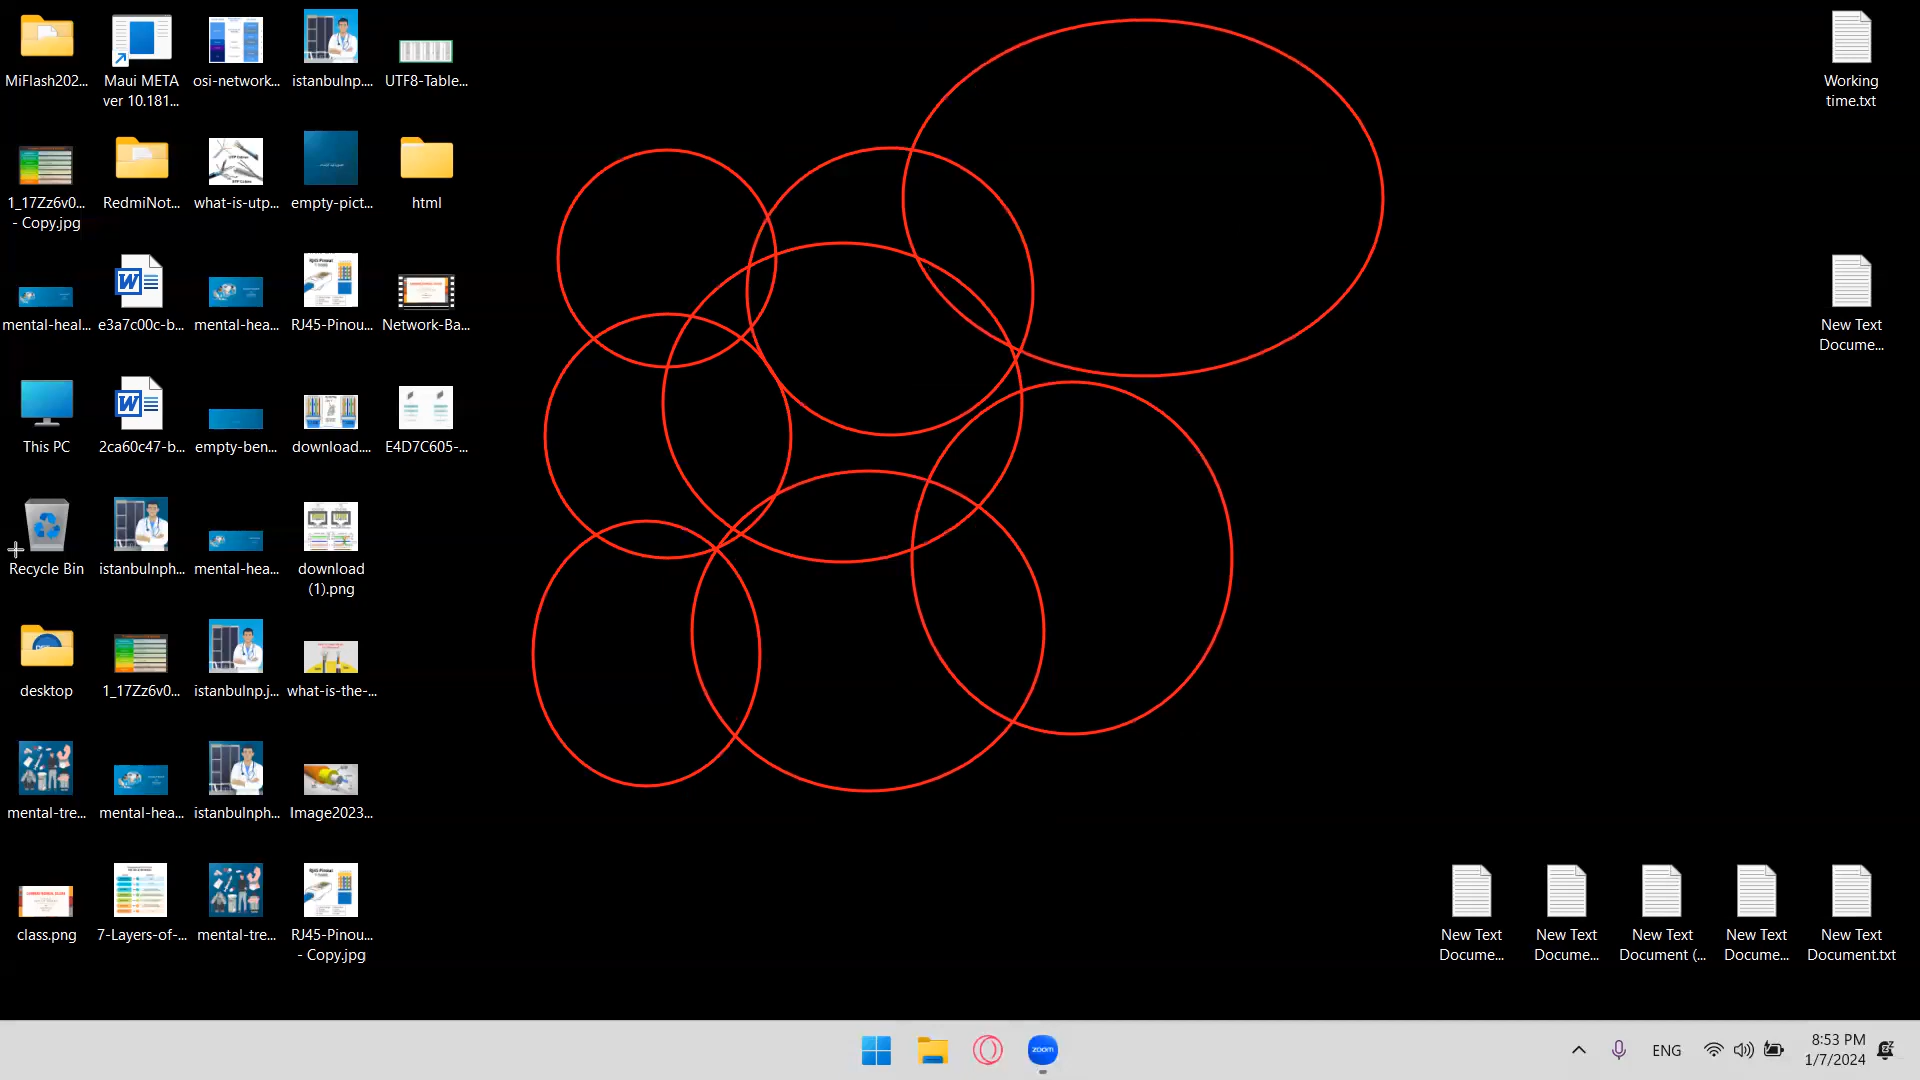 MiFlash202...
Maui META
ver 10.181...
osi-network...
istanbulnp....
UTF8-Table...
Working
time.txt
1_17Zz6v0...
- Copy.jpg
RedmiNot...
what-is-utp...
empty-pict...
html
mental-heal...
e3a7c00c-b...
mental-hea...
RJ45-Pinou...
Network-Ba...
New Text
Docume...
This PC
2ca60c47-b...
empty-ben...
download....
E4D7C605-...
Recycle Bin
istanbulnph...
mental-hea...
download
(1).png
desktop
1_17Zz6v0...
istanbulnp.j...
what-is-the-...
mental-tre...
mental-hea...
istanbulnph...
Image2023...
class.png
7-Layers-of-...
mental-tre...
RJ45-Pinou...
- Copy.jpg
New Text
Docume...
New Text
Docume...
New Text
Document (...
New Text
Docume...
New Text
Document.txt
zoom
ENG
8:53 PM
1/7/2024